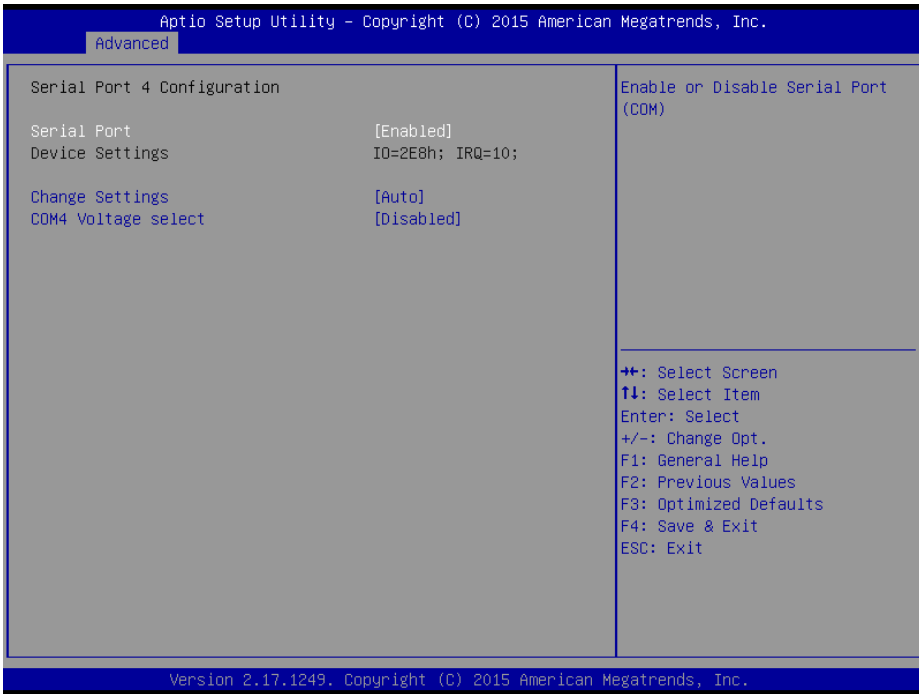 Aptio Setup Utility – Copyright (C) 2015 American Megatrends, Inc.
Advanced
Serial Port 4 Configuration
Serial Port [Enabled]
Device Settings IO=2E8h; IRQ=10;
Change Settings [Auto]
COM4 Voltage select [Disabled]
Enable or Disable Serial Port
(COM)
→←: Select Screen
↑↓: Select Item
Enter: Select
+/-: Change Opt.
F1: General Help
F2: Previous Values
F3: Optimized Defaults
F4: Save & Exit
ESC: Exit
Version 2.17.1249. Copyright (C) 2015 American Megatrends, Inc.